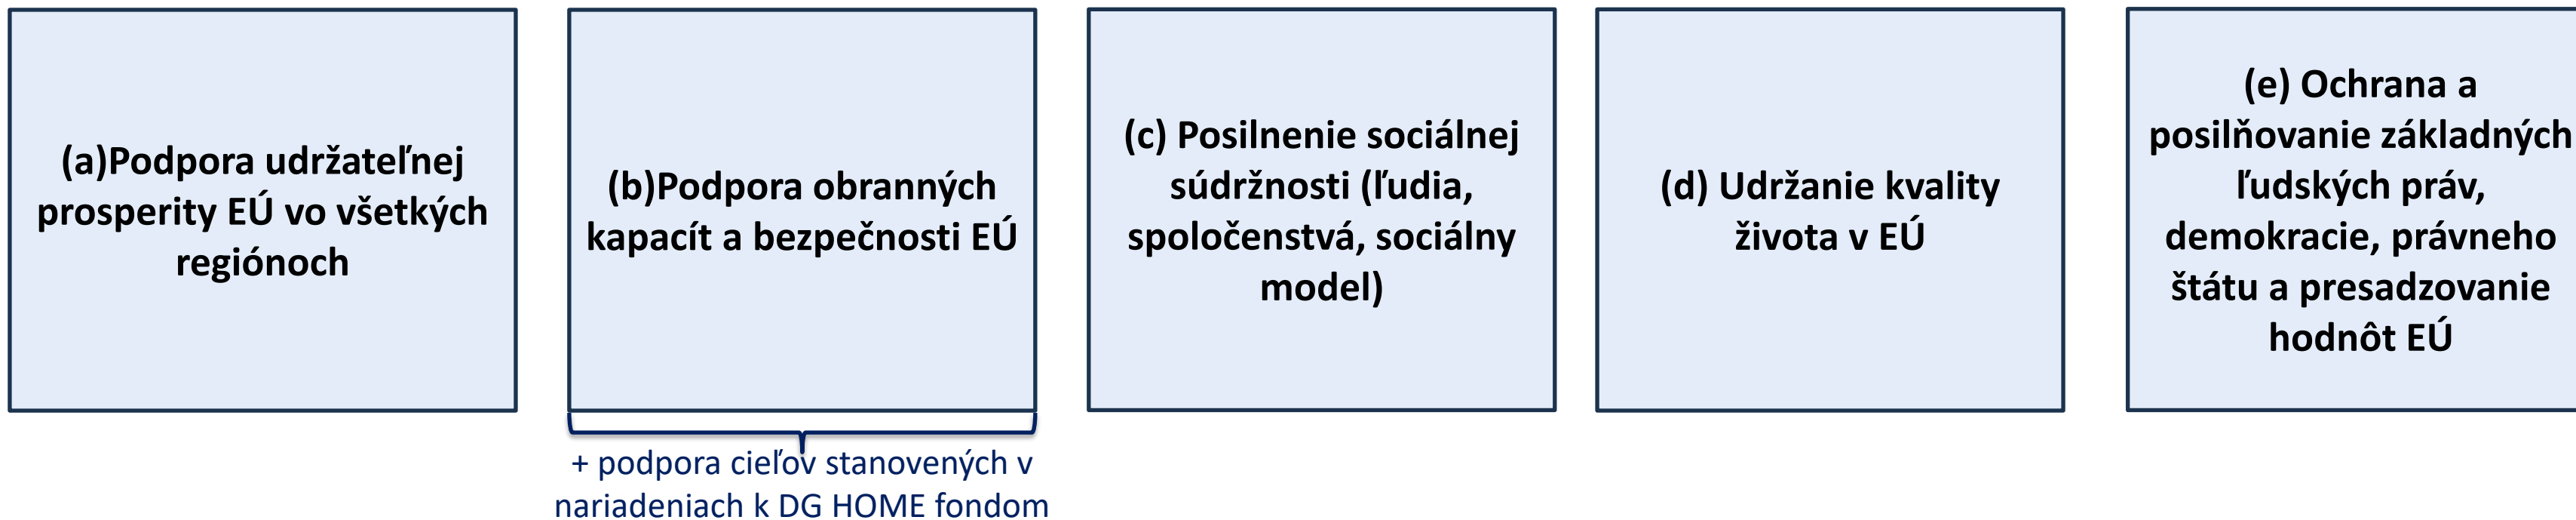 (a)Podpora udržateľnej
prosperity EÚ vo všetkých
regiónoch
(b)Podpora obranných
kapacít a bezpečnosti EÚ
+ podpora cieľov stanovených v
nariadeniach k DG HOME fondom
(c) Posilnenie sociálnej
súdržnosti (ľudia,
spoločenstvá, sociálny
model)
(d) Udržanie kvality
života v EÚ
(e) Ochrana a
posilňovanie základných
ľudských práv,
demokracie, právneho
štátu a presadzovanie
hodnôt EÚ